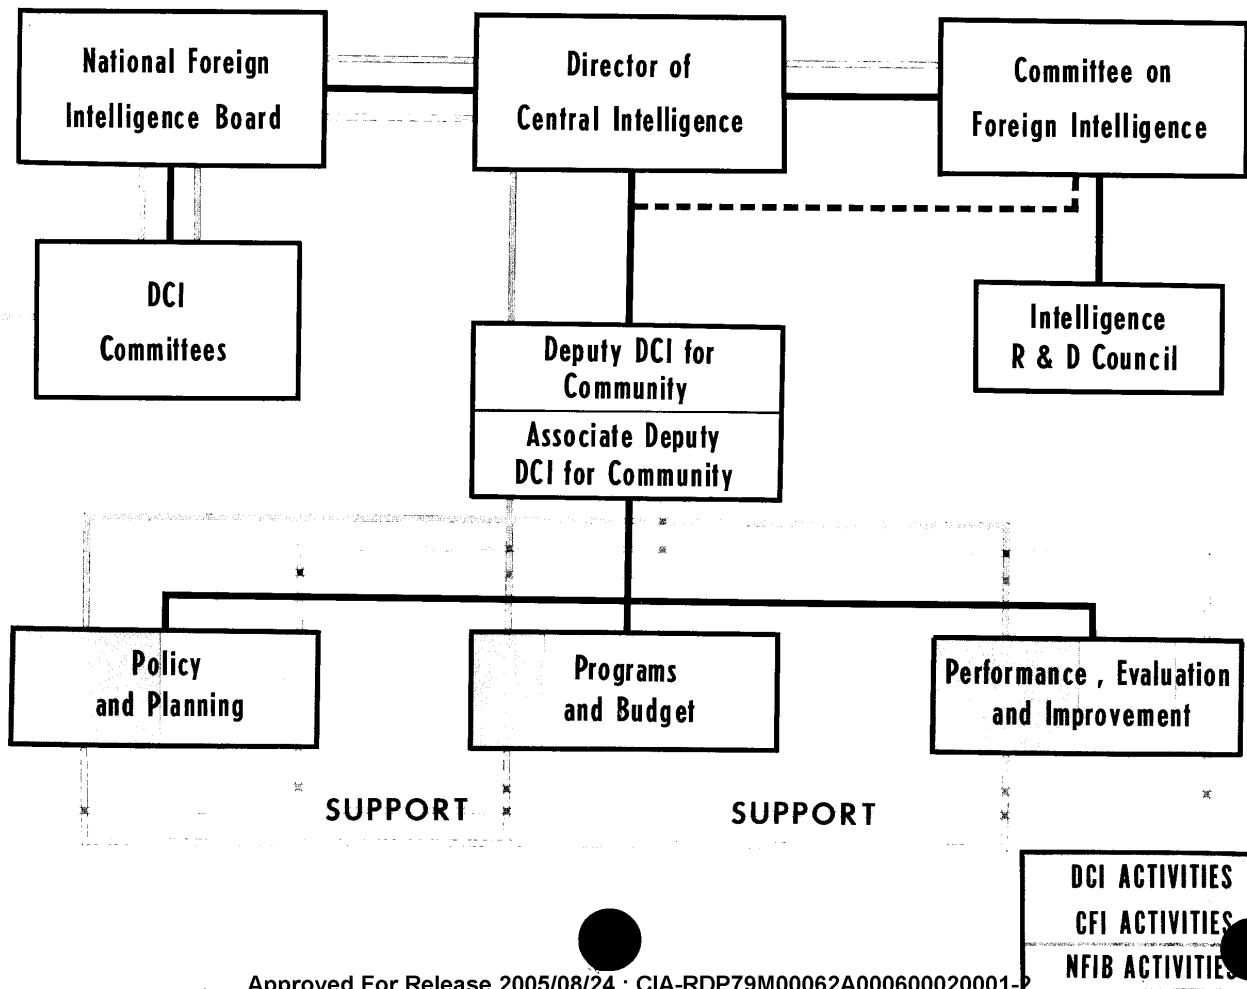 National Foreign
Intelligence Board
Director of
Central Intelligence
Committee on
Foreign Intelligence
DCI
Committees
Intelligence
R & D Council
Deputy DCI for
Community
Associate Deputy
DCI for Community
Policy
and Planning
Programs
and Budget
Performance , Evaluation
and Improvement
SUPPORT
SUPPORT
DCI ACTIVITIES
CFI ACTIVITIES
NFIB ACTIVITIES
Approved For Release 2005/08/24 : CIA-RDP79M00062A000600020001-2